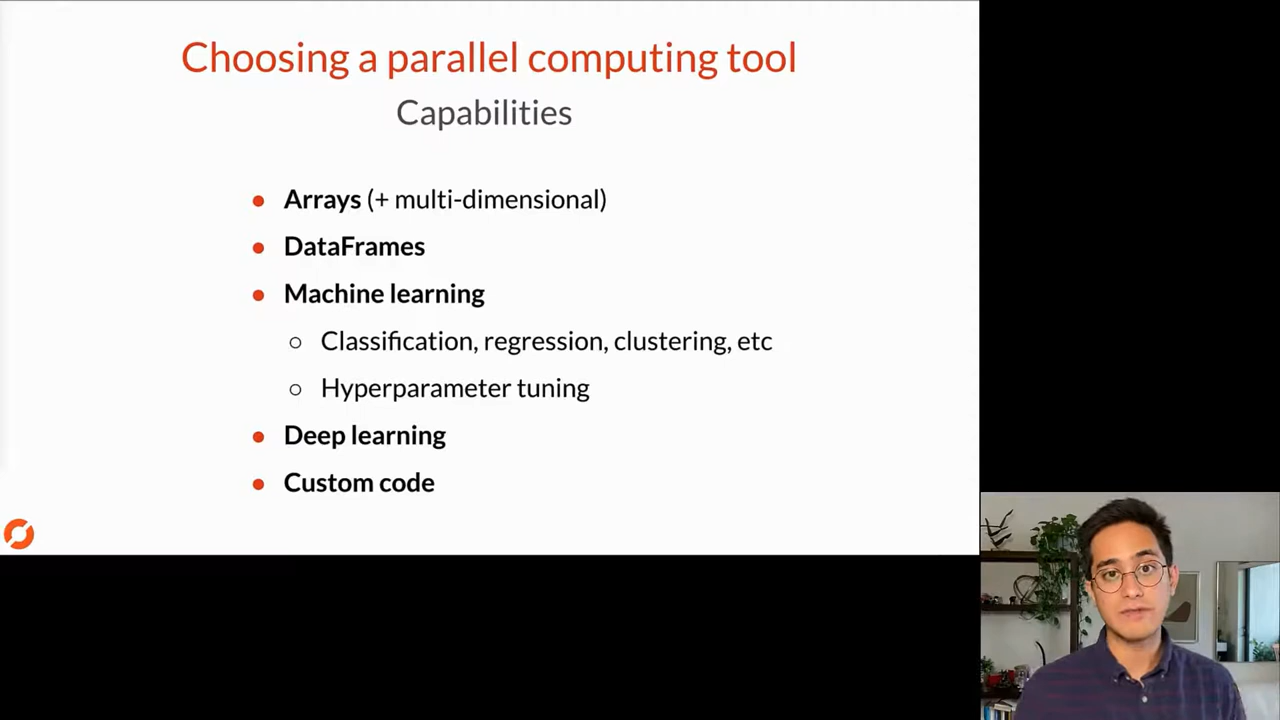 Choosing a parallel computing tool
Capabilities
● Arrays (+ multi-dimensional)
● DataFrames
● Machine learning
○ Classification, regression, clustering, etc
○ Hyperparameter tuning
● Deep learning
● Custom code